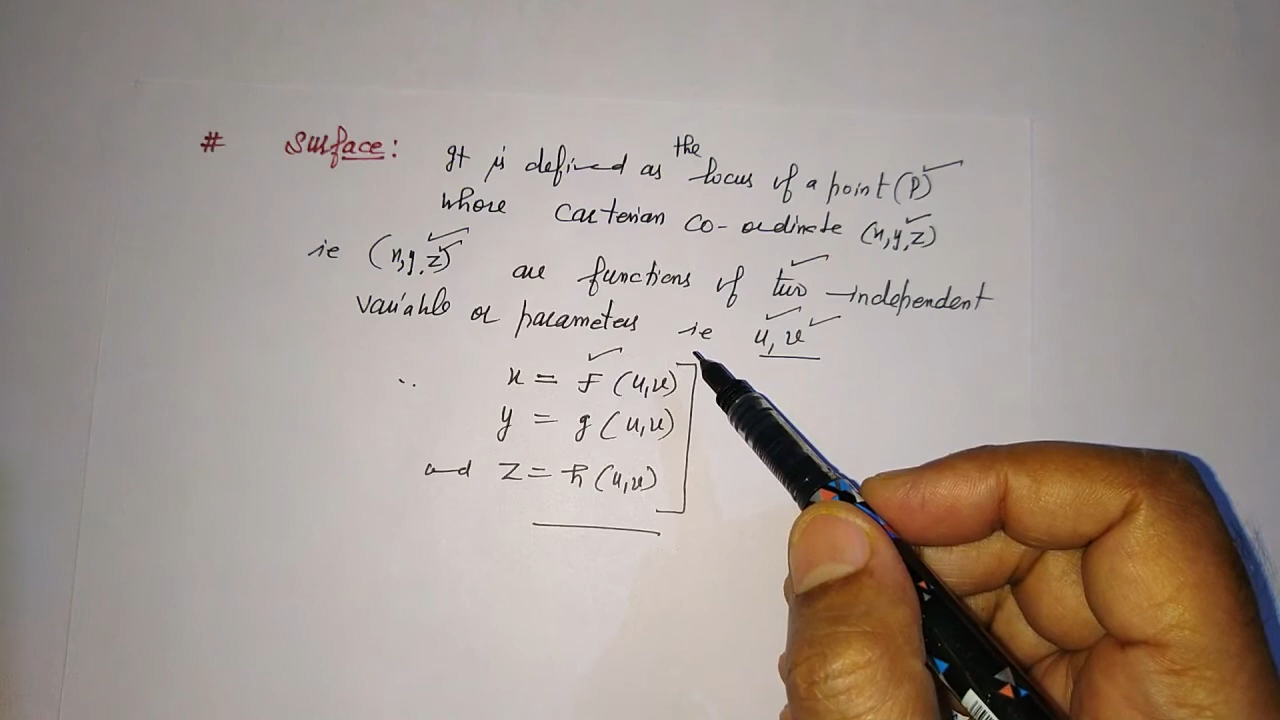 # Surface: It is defined as the locus of a point (P)
whose cartesian co-ordinate (x,y,z)
ie (x,y,z) are functions of two independent
variable or parameters ie u, v
∴ x = f (u,v)
y = g (u,v)
and z = h (u,v)